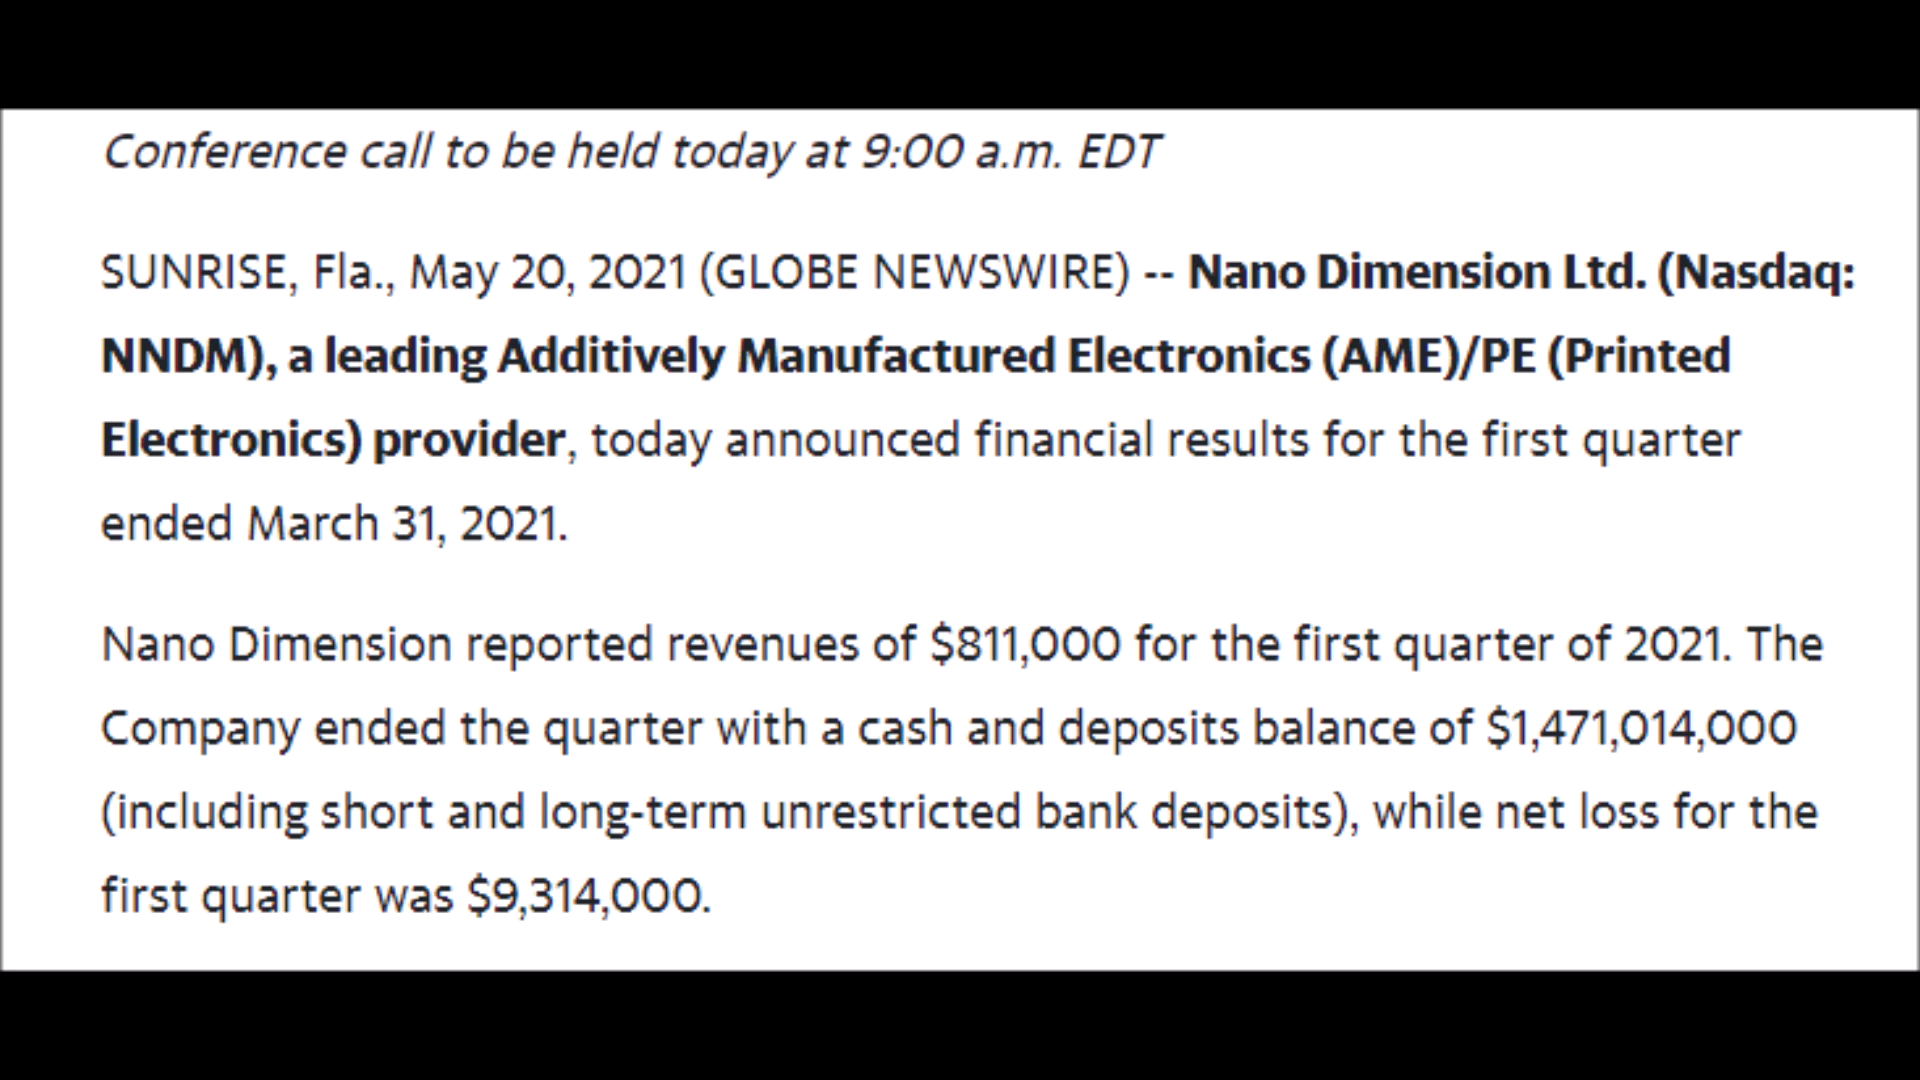 Conference call to be held today at 9:00 a.m. EDT
SUNRISE, Fla., May 20, 2021 (GLOBE NEWSWIRE) -- Nano Dimension Ltd. (Nasdaq:
NNDM), a leading Additively Manufactured Electronics (AME)/PE (Printed
Electronics) provider, today announced financial results for the first quarter
ended March 31, 2021.
Nano Dimension reported revenues of $811,000 for the first quarter of 2021. The
Company ended the quarter with a cash and deposits balance of $1,471,014,000
(including short and long-term unrestricted bank deposits), while net loss for the
first quarter was $9,314,000.